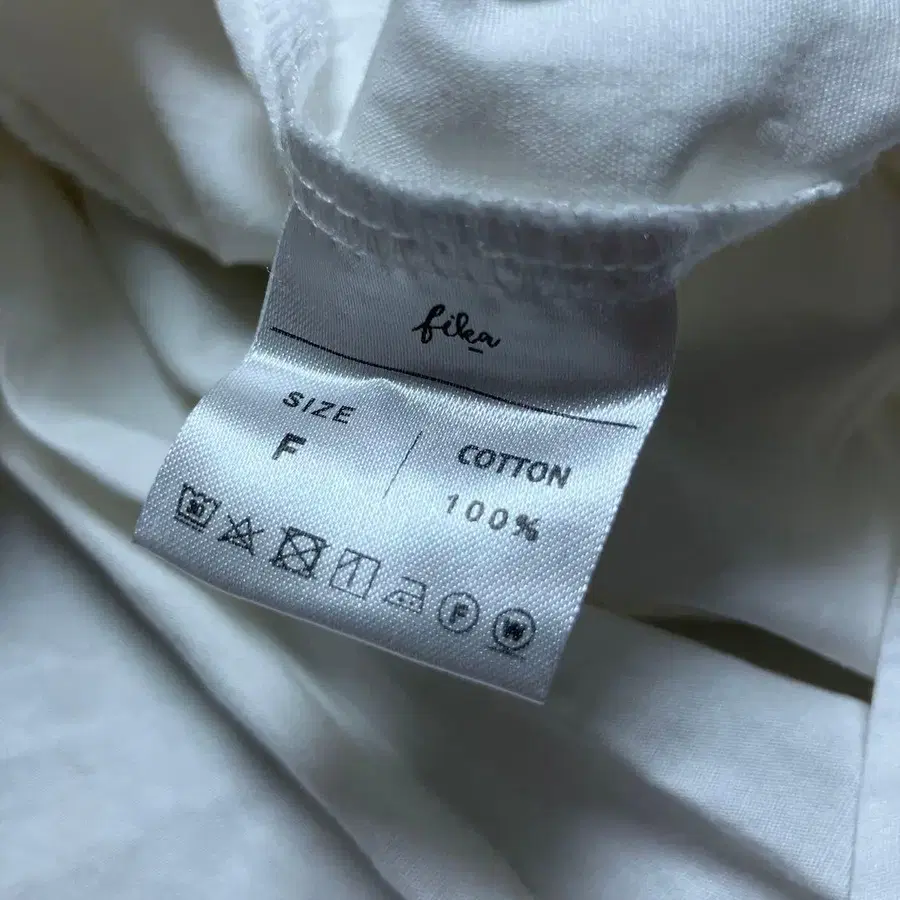 fika
SIZE
F
COTTON
100%
F W